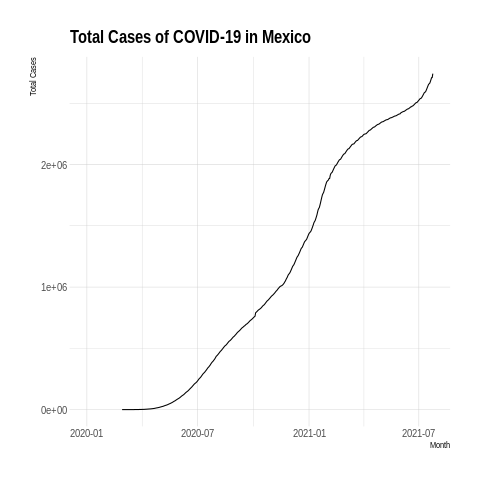 Total Cases of COVID-19 in Mexico
Total Cases
2e+06
1e+06
0e+00
2020-01 2020-07 2021-01 2021-07
Month